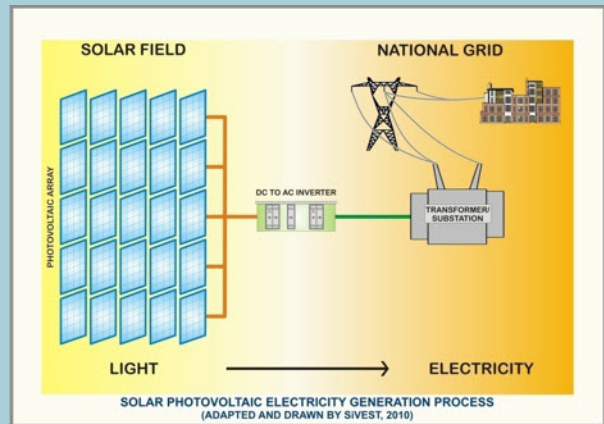 SOLAR FIELD
NATIONAL GRID
PHOTOVOLTAIC ARRAY
DC TO AC INVERTER
TRANSFORMER/
SUBSTATION
LIGHT
ELECTRICITY
SOLAR PHOTOVOLTAIC ELECTRICITY GENERATION PROCESS
(ADAPTED AND DRAWN BY SiVEST, 2010)